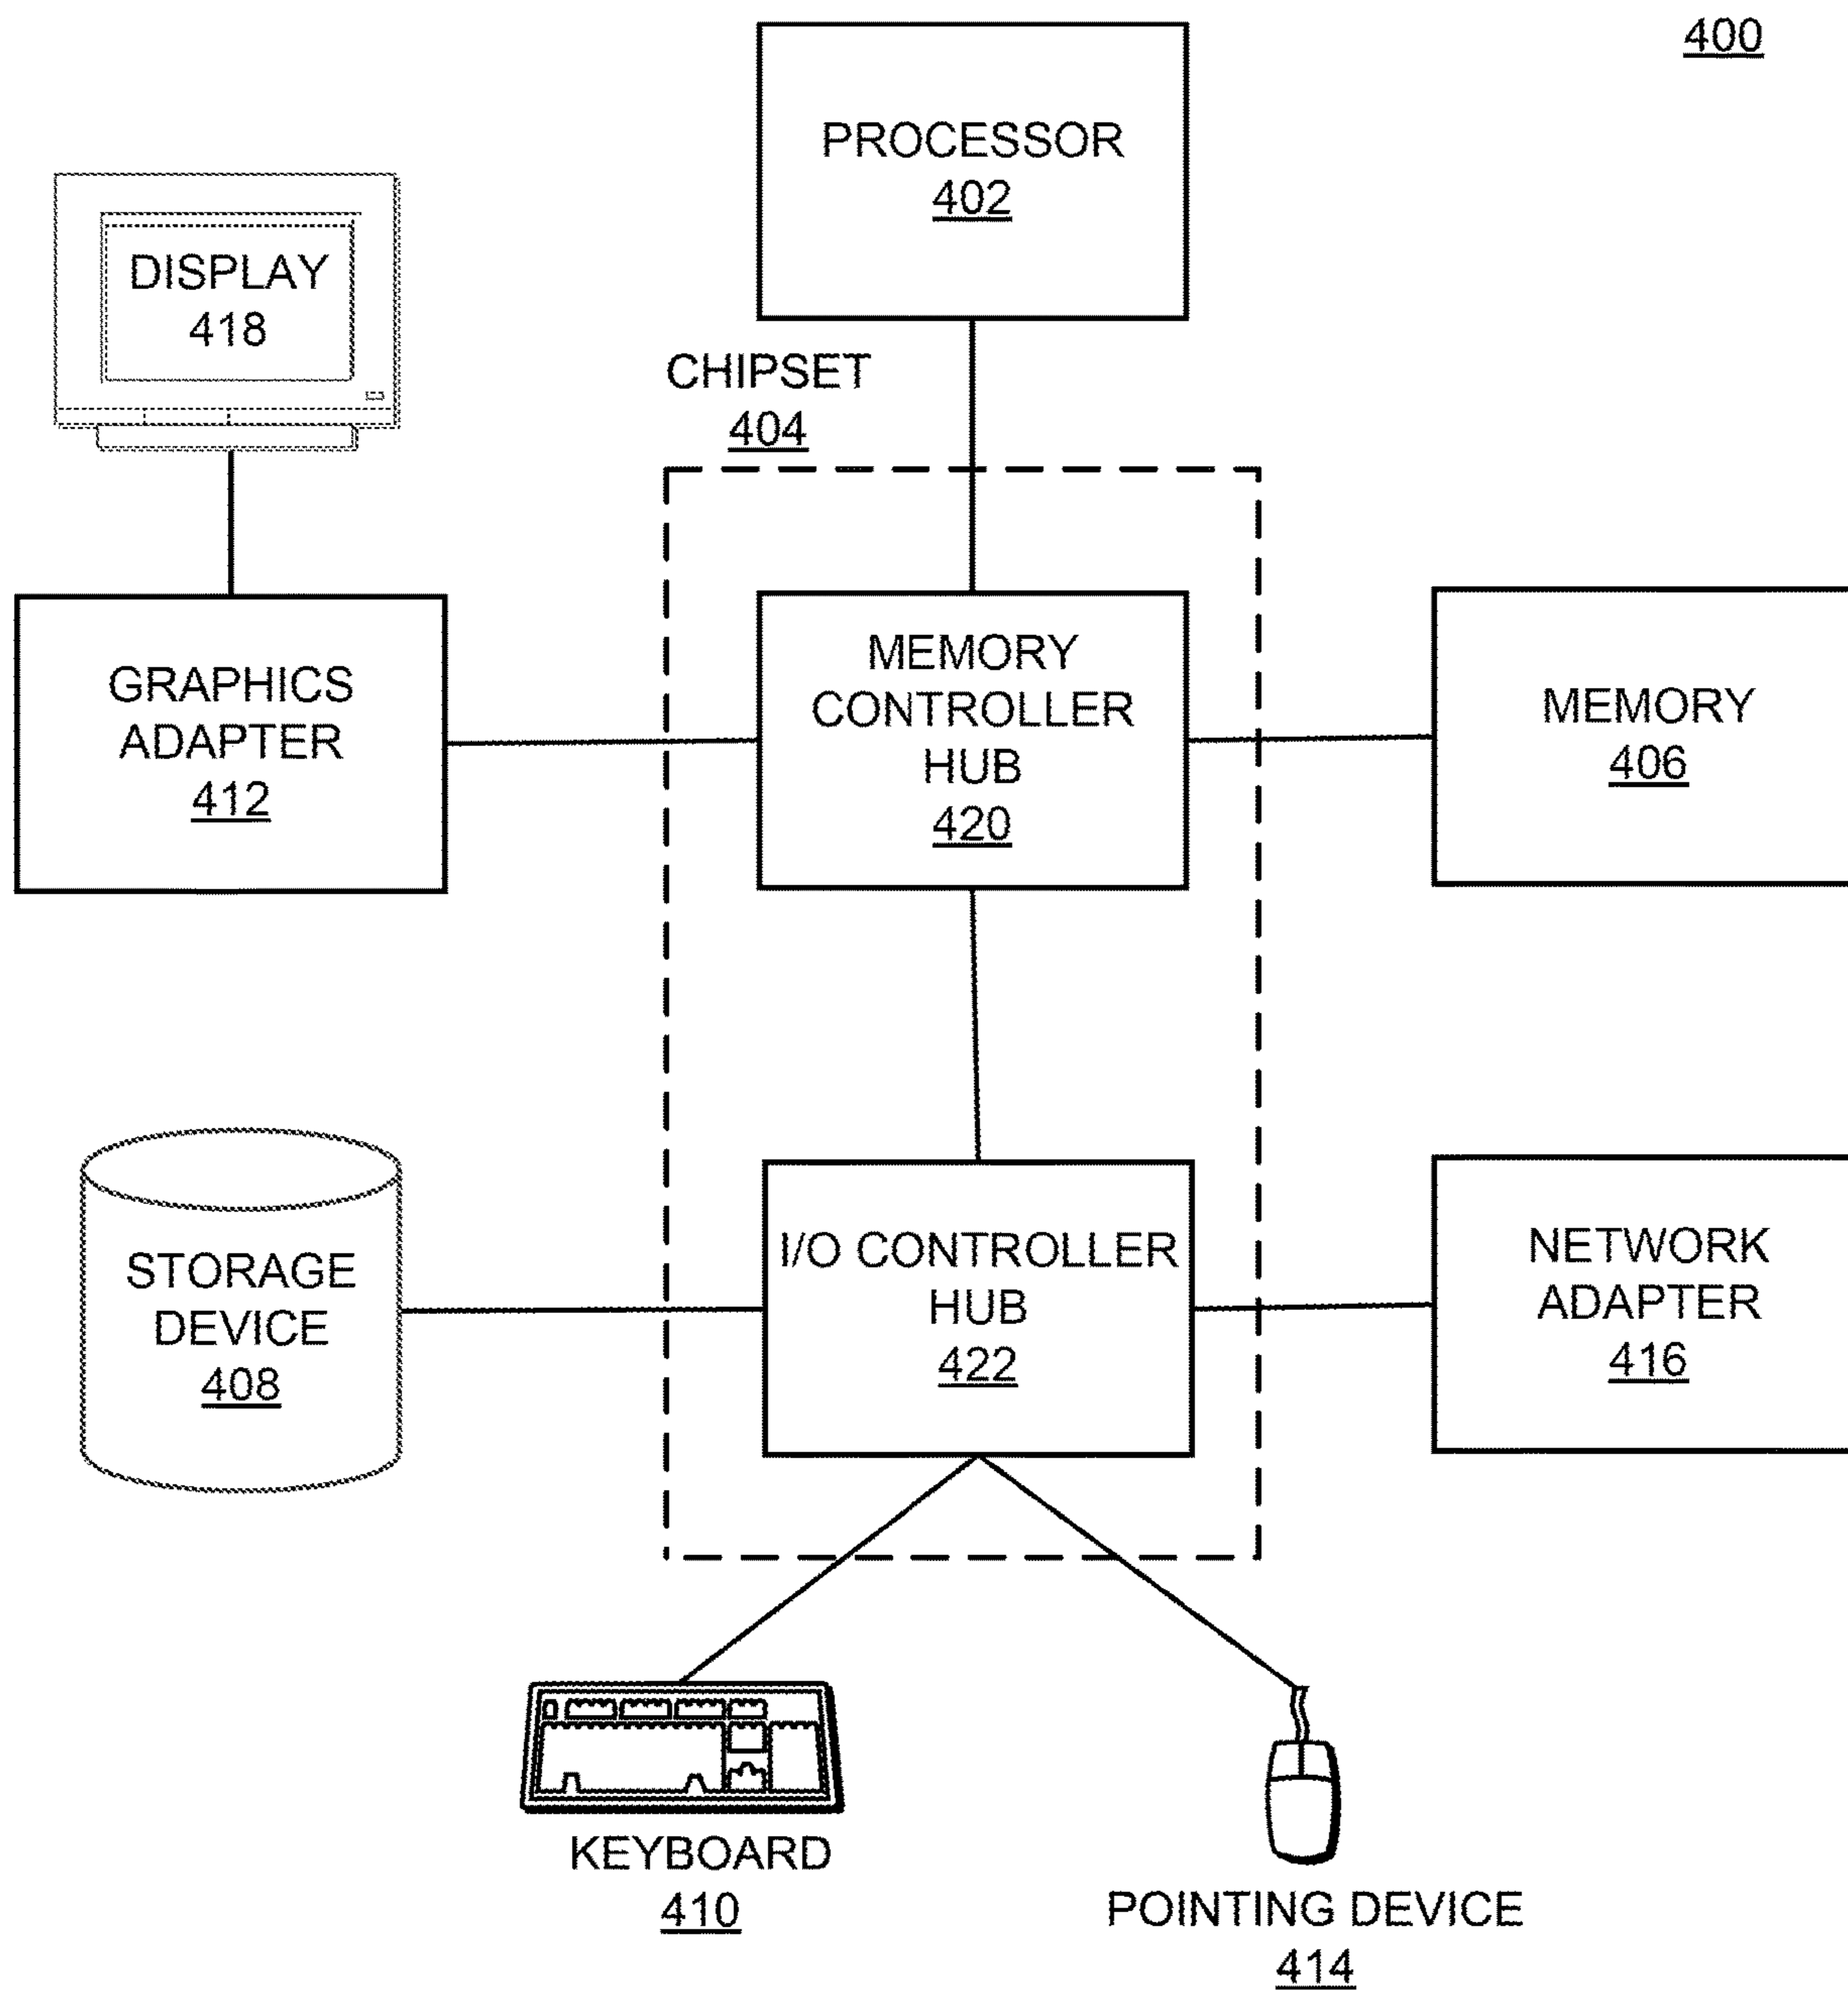 400
PROCESSOR
402
DISPLAY
418
CHIPSET
404
GRAPHICS
ADAPTER
412
MEMORY
CONTROLLER
HUB
420
MEMORY
406
STORAGE
DEVICE
408
I/O CONTROLLER
HUB
422
NETWORK
ADAPTER
416
KEYBOARD
410
POINTING DEVICE
414